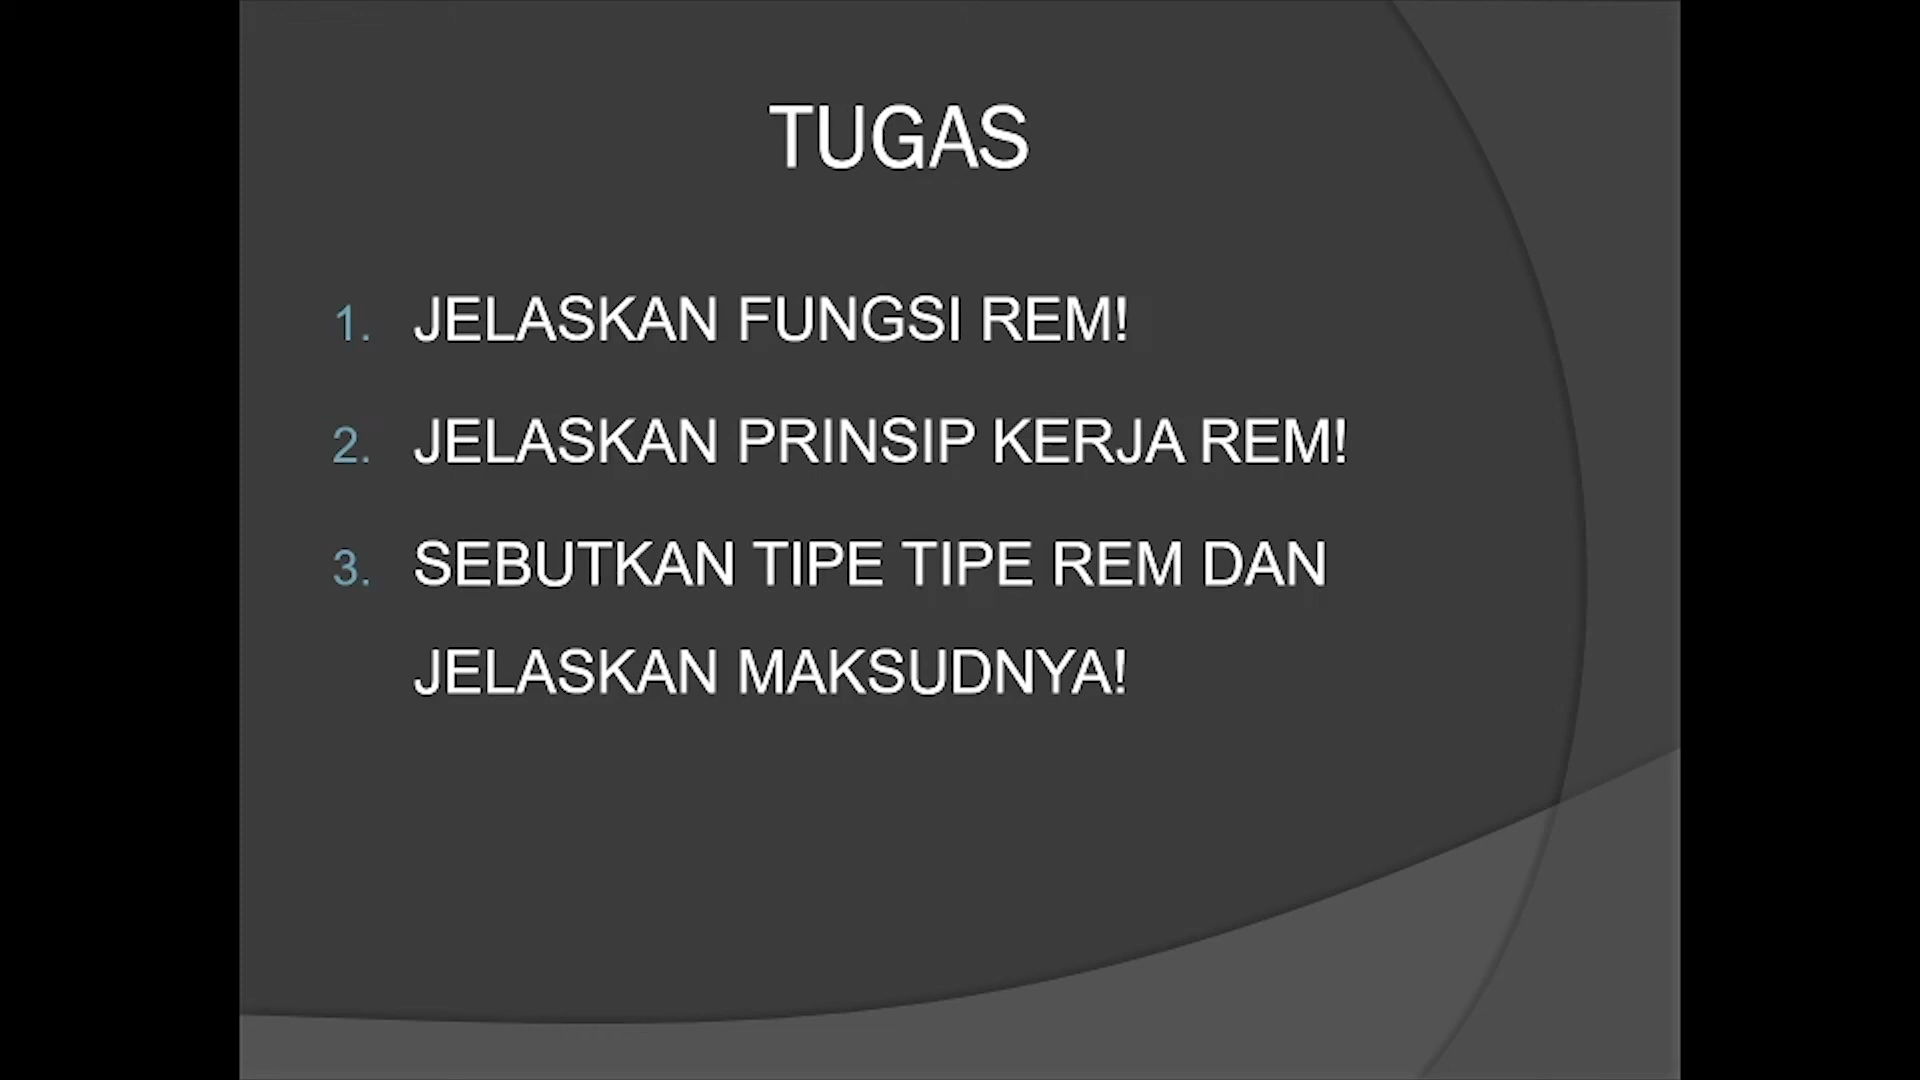 TUGAS
1. JELASKAN FUNGSI REM!
2. JELASKAN PRINSIP KERJA REM!
3. SEBUTKAN TIPE TIPE REM DAN
JELASKAN MAKSUDNYA!